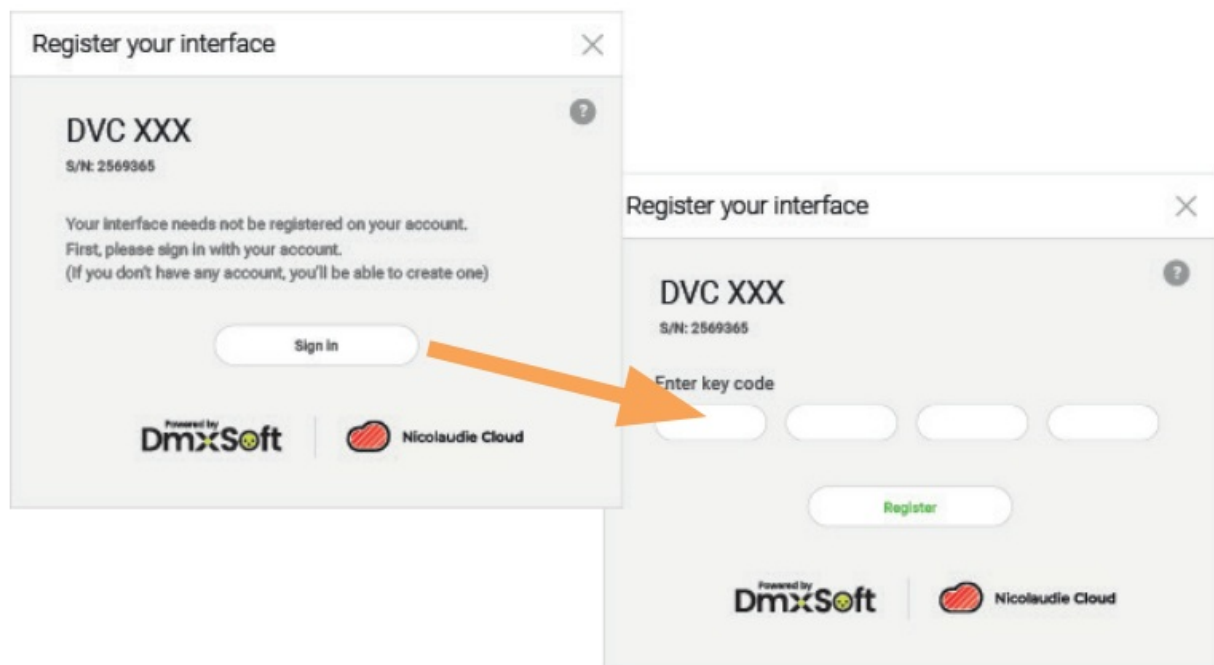 Register your interface
DVC XXX
S/N: 2569365
Your interface needs not be registered on your account.
First, please sign in with your account.
(If you don't have any account, you'll be able to create one)
Sign in
Powered by
DmxSoft
Nicolaudie Cloud
Register your interface
DVC XXX
S/N: 2569365
Enter key code
Register
Powered by
DmxSoft
Nicolaudie Cloud